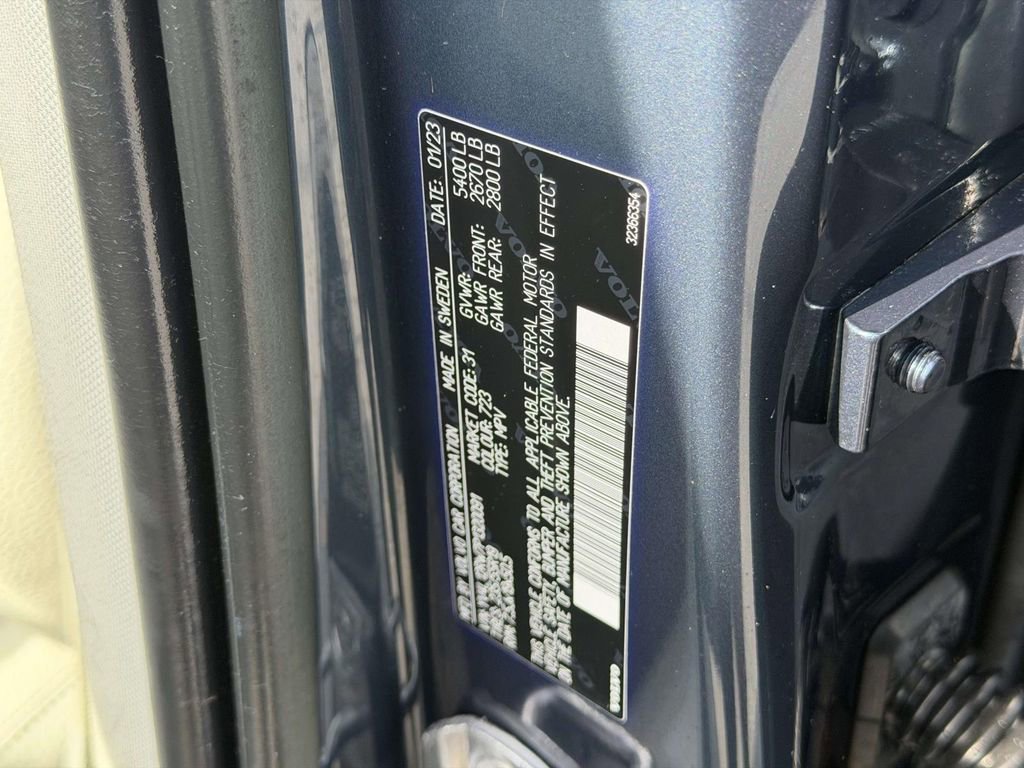 VOLVO CAR CORPORATION MADE IN SWEDEN DATE: 01/23
MARKET CODE: 31 GVWR: 5400 LB
COLOUR: 723 GAWR FRONT: 2670 LB
TYPE: MPV GAWR REAR: 2800 LB
THIS VEHICLE CONFORMS TO ALL APPLICABLE FEDERAL MOTOR
VEHICLE SAFETY, BUMPER AND THEFT PREVENTION STANDARDS IN EFFECT
ON THE DATE OF MANUFACTURE SHOWN ABOVE.
32366354
VOLVO